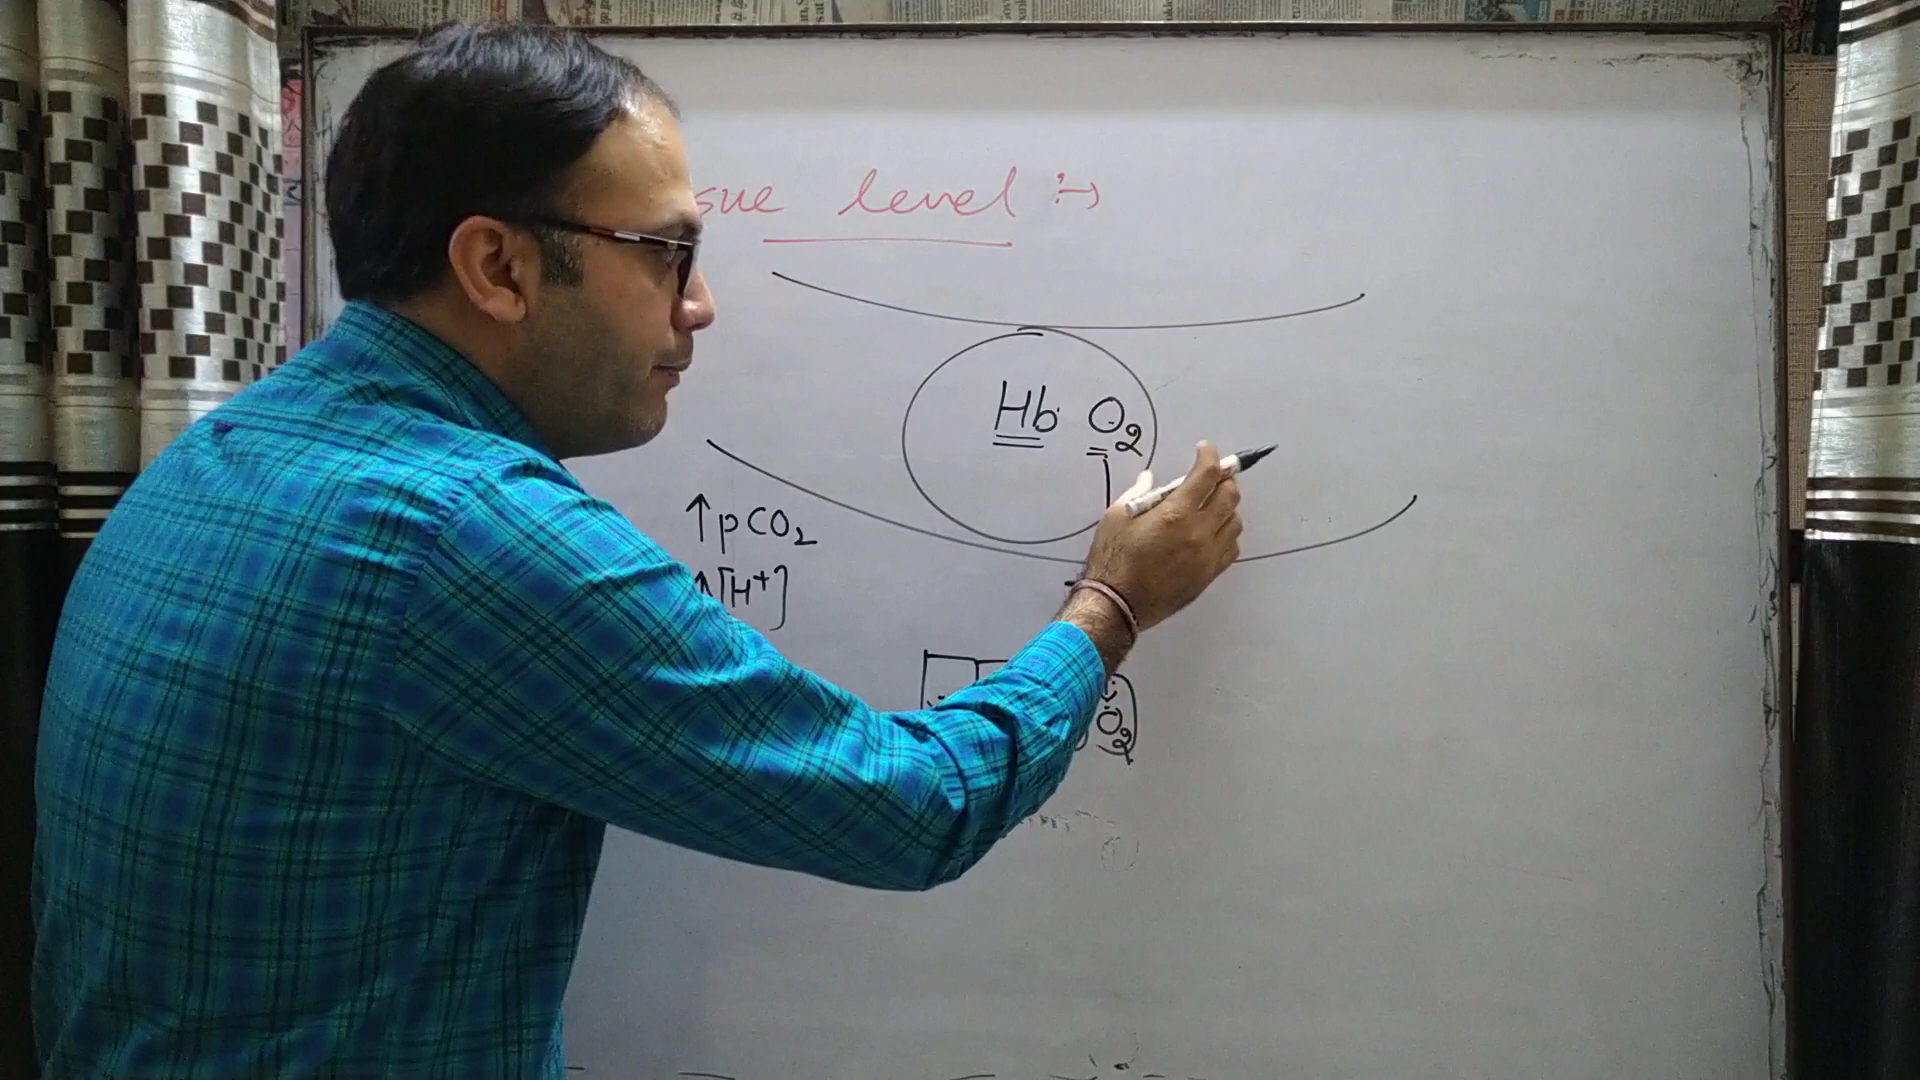 sue level :→
Hb O2
↑pCO2
↑[H+]
O2